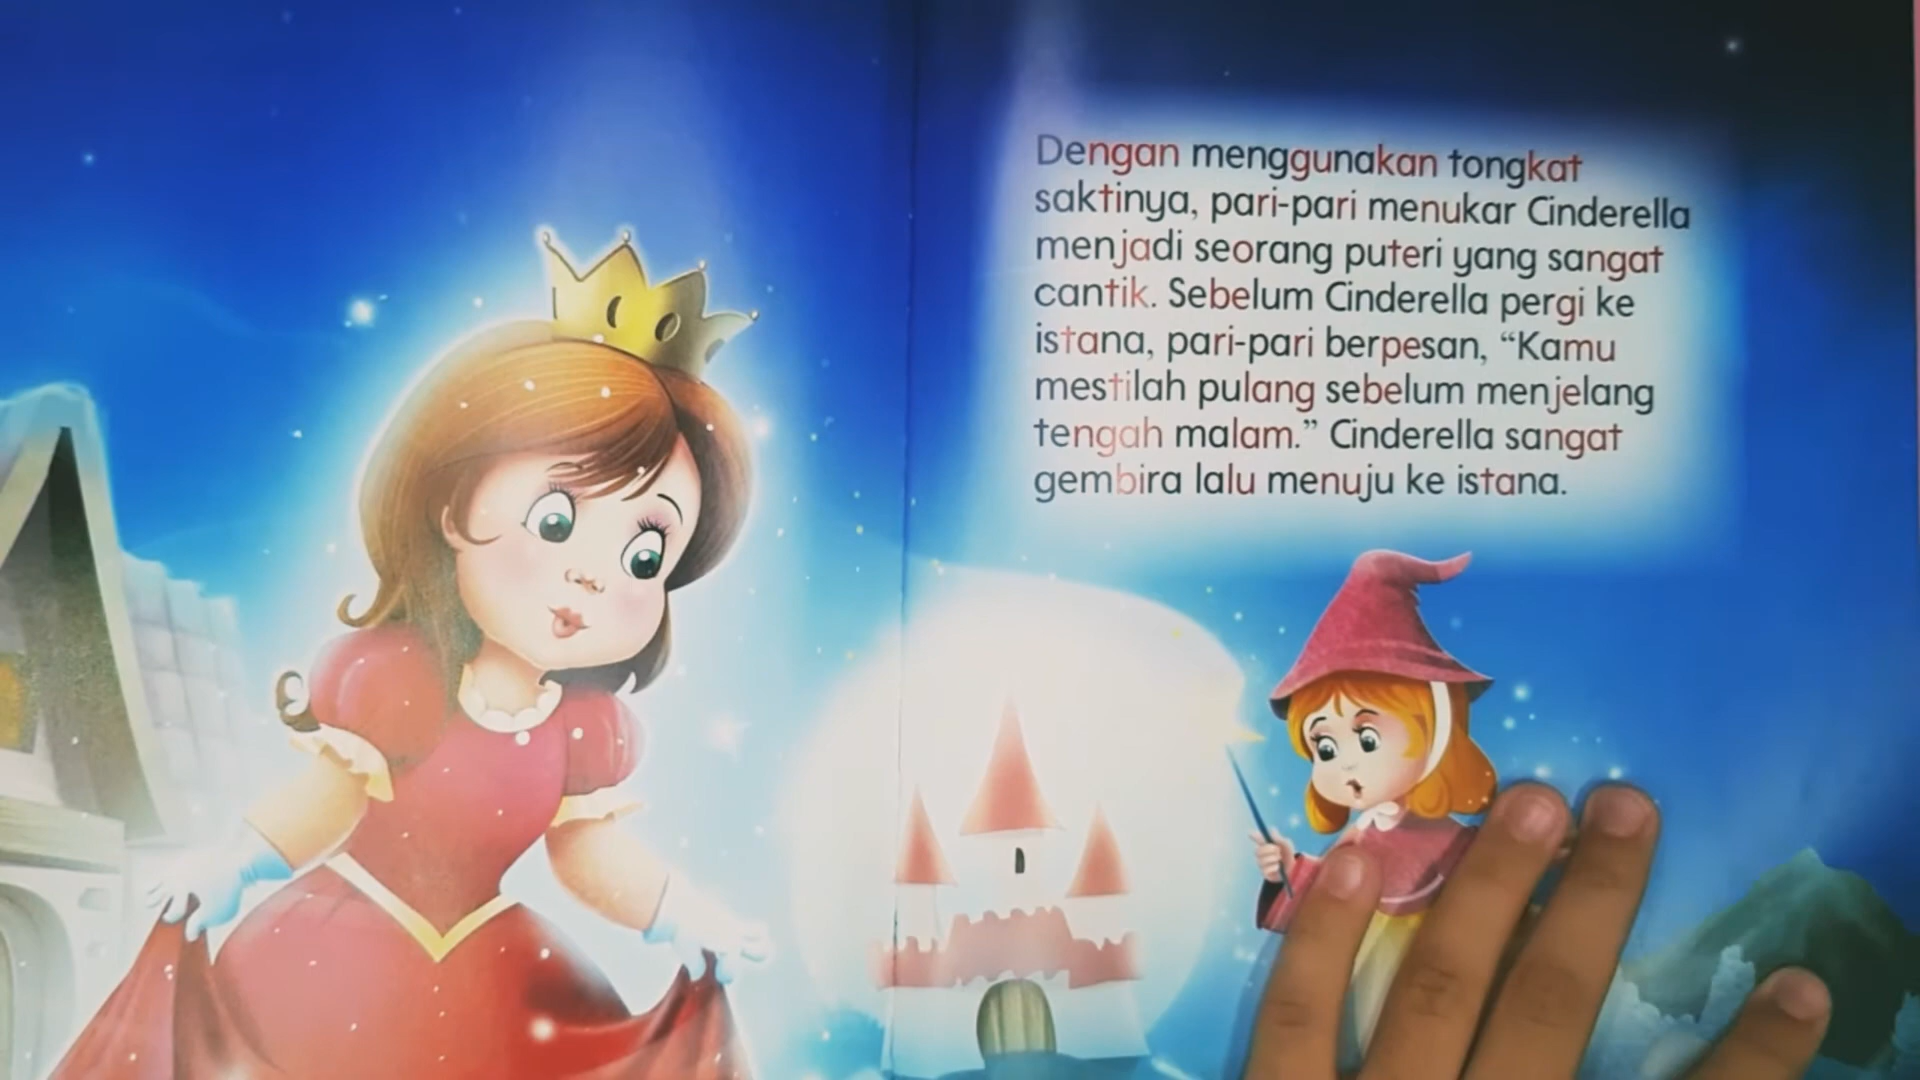 Dengan menggunakan tongkat
saktinya, pari-pari menukar Cinderella
menjadi seorang puteri yang sangat
cantik. Sebelum Cinderella pergi ke
istana, pari-pari berpesan, “Kamu
mestilah pulang sebelum menjelang
tengah malam.” Cinderella sangat
gembira lalu menuju ke istana.